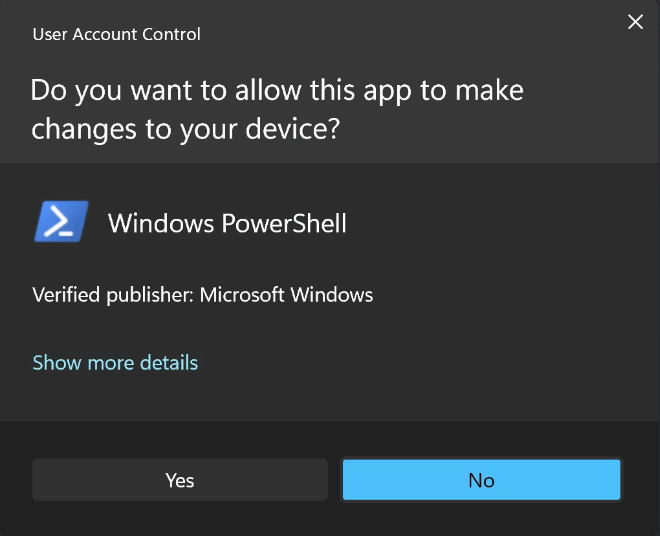 User Account Control
Do you want to allow this app to make
changes to your device?
Windows PowerShell
Verified publisher: Microsoft Windows
Show more details
Yes
No